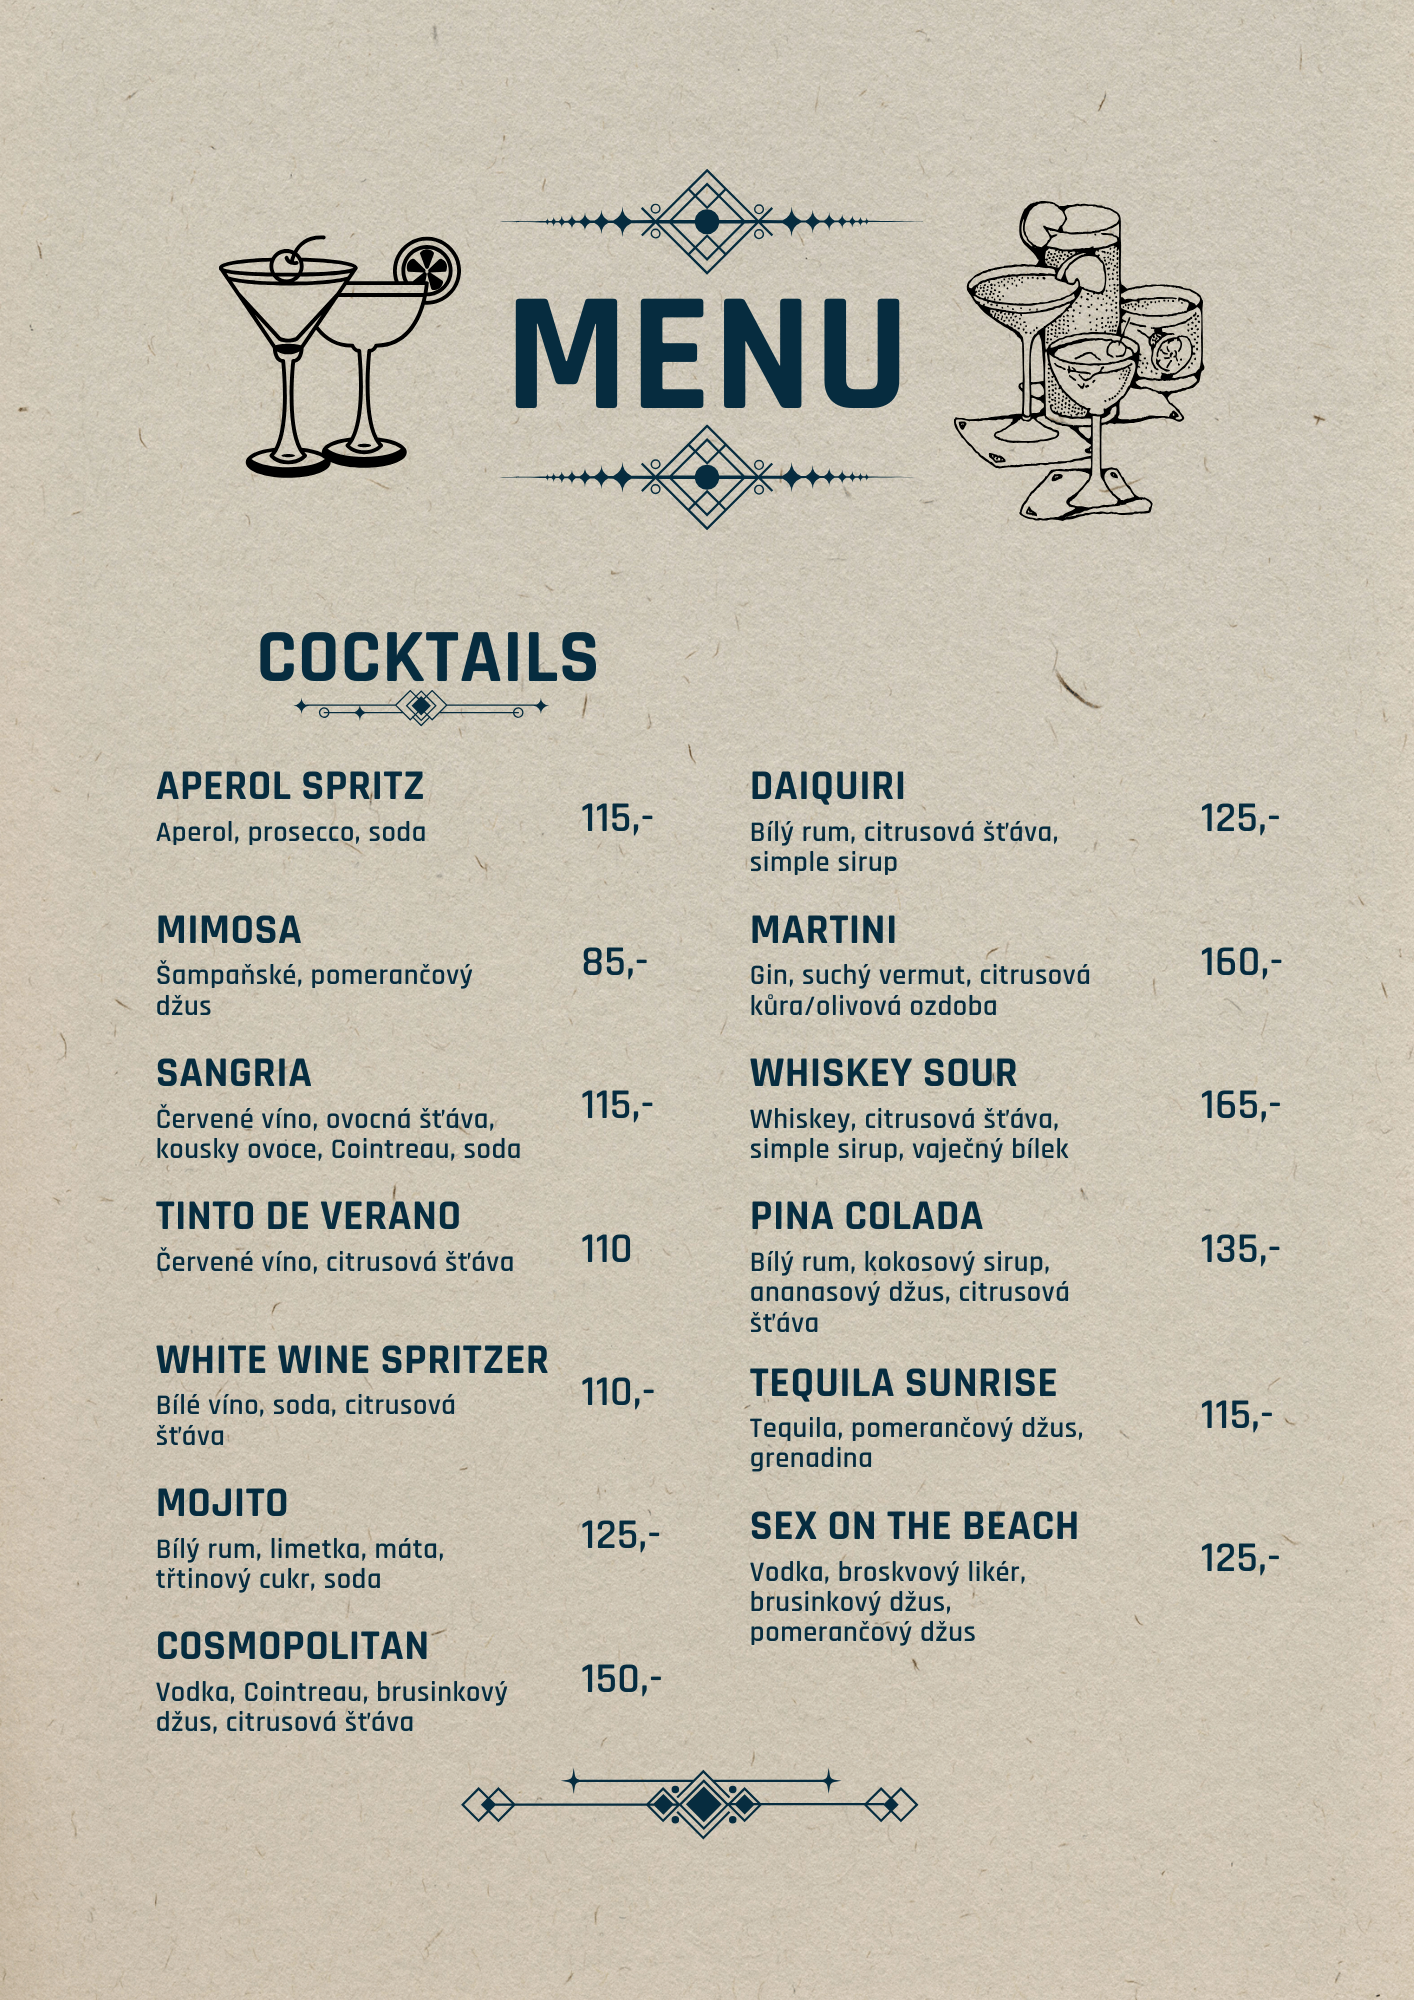 MENU
COCKTAILS
APEROL SPRITZ
115,-
Aperol, prosecco, soda
MIMOSA
85,-
Šampaňské, pomerančový
džus
SANGRIA
115,-
Červené víno, ovocná šťáva,
kousky ovoce, Cointreau, soda
TINTO DE VERANO
110
Červené víno, citrusová šťáva
WHITE WINE SPRITZER
110,-
Bílé víno, soda, citrusová
šťáva
MOJITO
125,-
Bílý rum, limetka, máta,
třtinový cukr, soda
COSMOPOLITAN
150,-
Vodka, Cointreau, brusinkový
džus, citrusová šťáva
DAIQUIRI
125,-
Bílý rum, citrusová šťáva,
simple sirup
MARTINI
160,-
Gin, suchý vermut, citrusová
kůra/olivová ozdoba
WHISKEY SOUR
165,-
Whiskey, citrusová šťáva,
simple sirup, vaječný bílek
PINA COLADA
135,-
Bílý rum, kokosový sirup,
ananasový džus, citrusová
šťáva
TEQUILA SUNRISE
115,-
Tequila, pomerančový džus,
grenadina
SEX ON THE BEACH
125,-
Vodka, broskvový likér,
brusinkový džus,
pomerančový džus